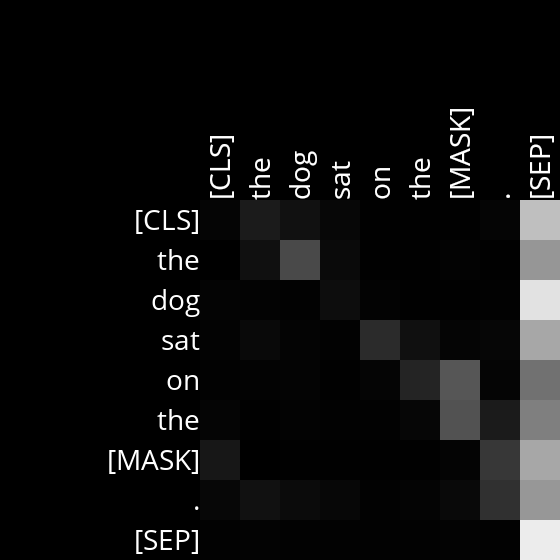 [CLS] the dog sat on the [MASK] . [SEP]
[CLS]
the
dog
sat
on
the
[MASK]
.
[SEP]